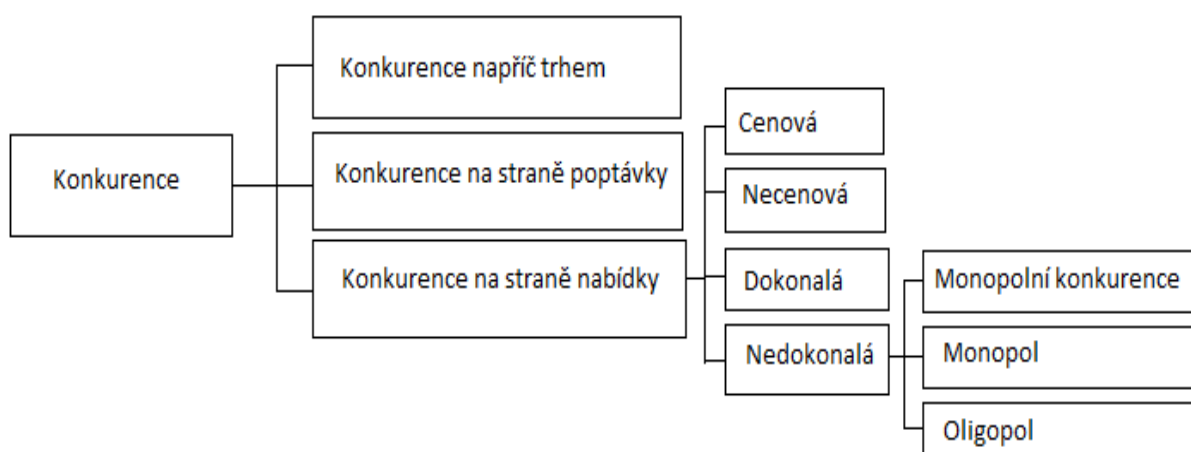 Konkurence
Konkurence napříč trhem
Konkurence na straně poptávky
Konkurence na straně nabídky
Cenová
Necenová
Dokonalá
Nedokonalá
Monopolní konkurence
Monopol
Oligopol